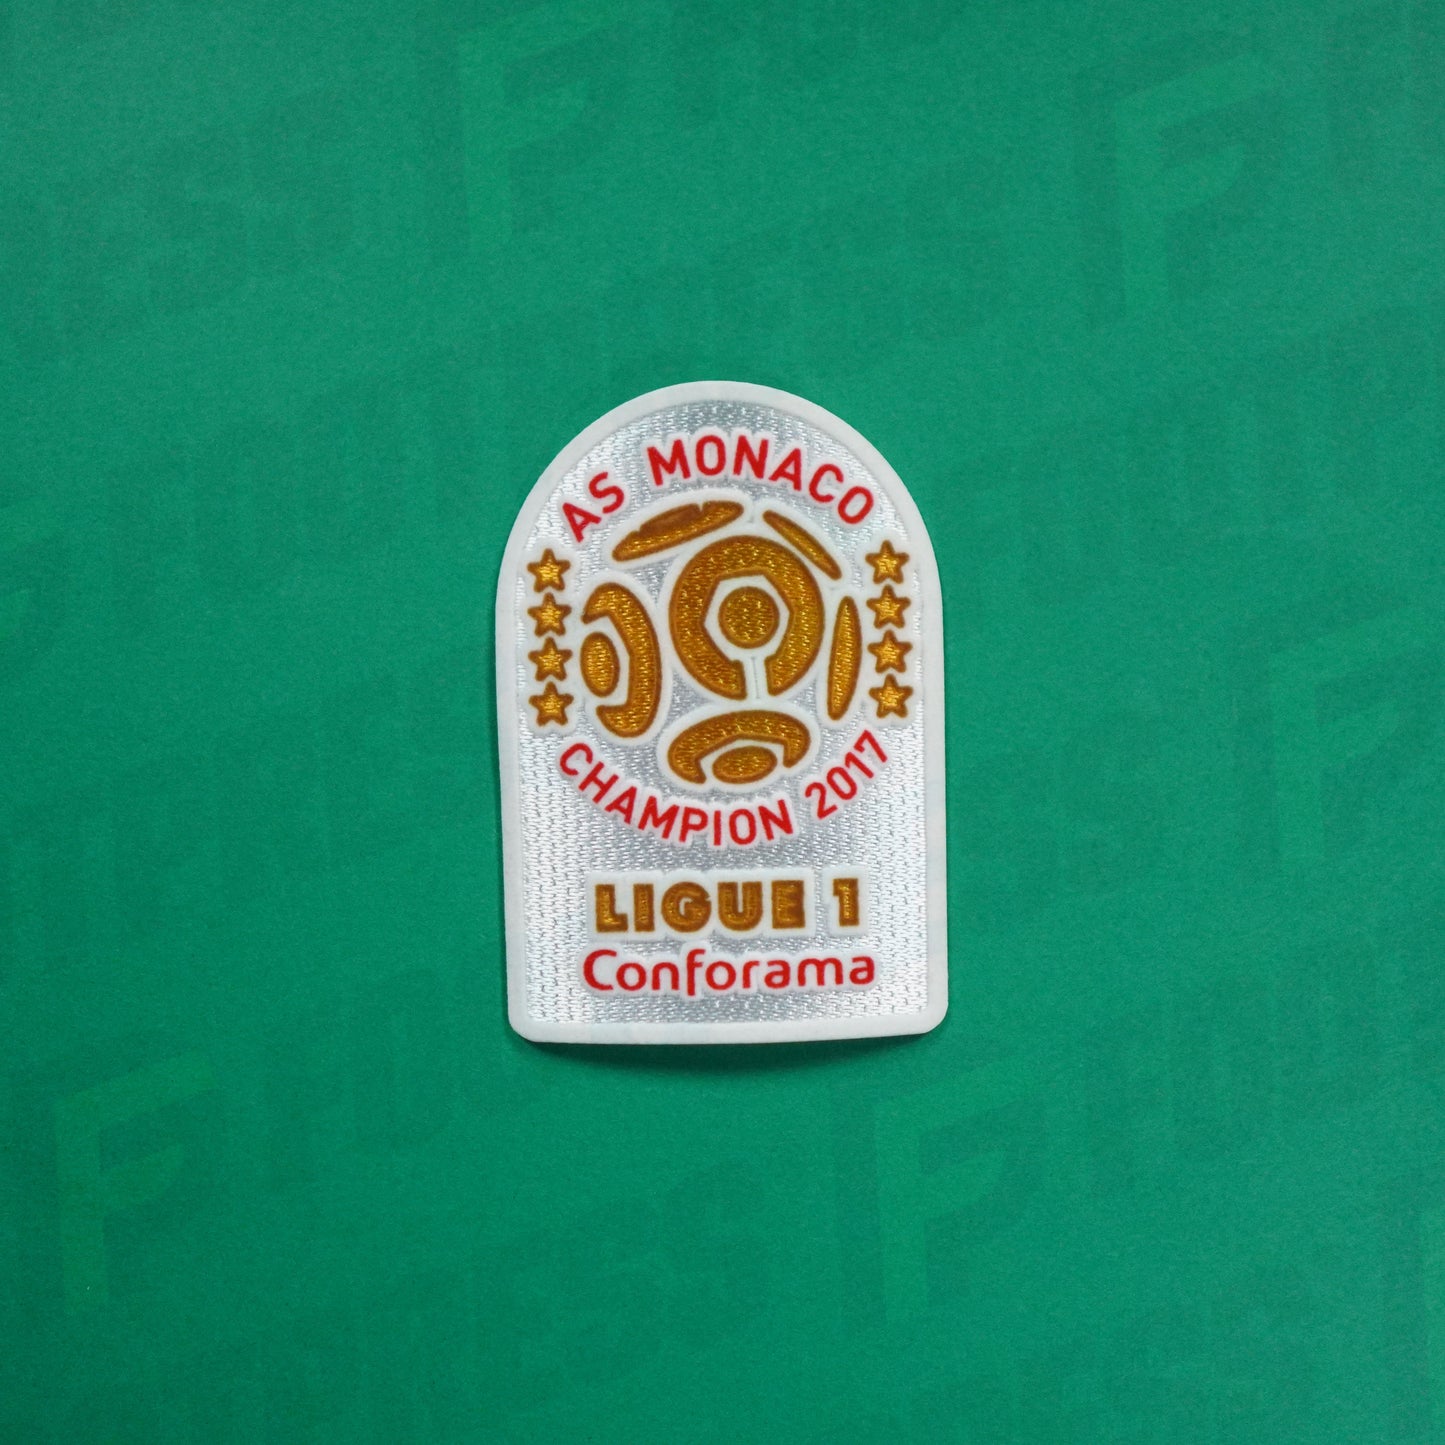 AS MONACO
CHAMPION 2017
LIGUE 1
Conforama